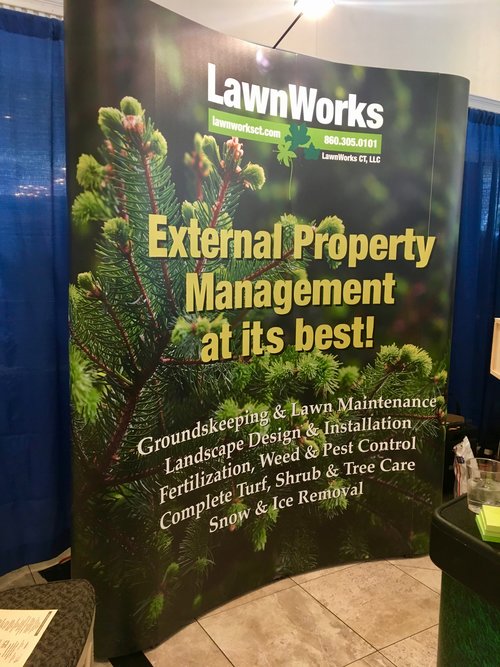 LawnWorks
lawnworksct.com 860.305.0101
LawnWorks CT, LLC
External Property
Management
at its best!
Groundskeeping & Lawn Maintenance
Landscape Design & Installation
Fertilization, Weed & Pest Control
Complete Turf, Shrub & Tree Care
Snow & Ice Removal